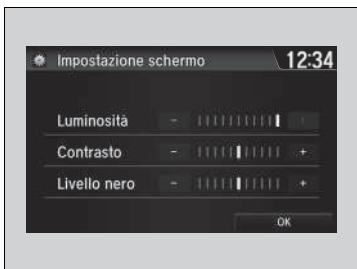 Impostazione schermo 12:34
Luminosità -
Contrasto - +
Livello nero - +
OK